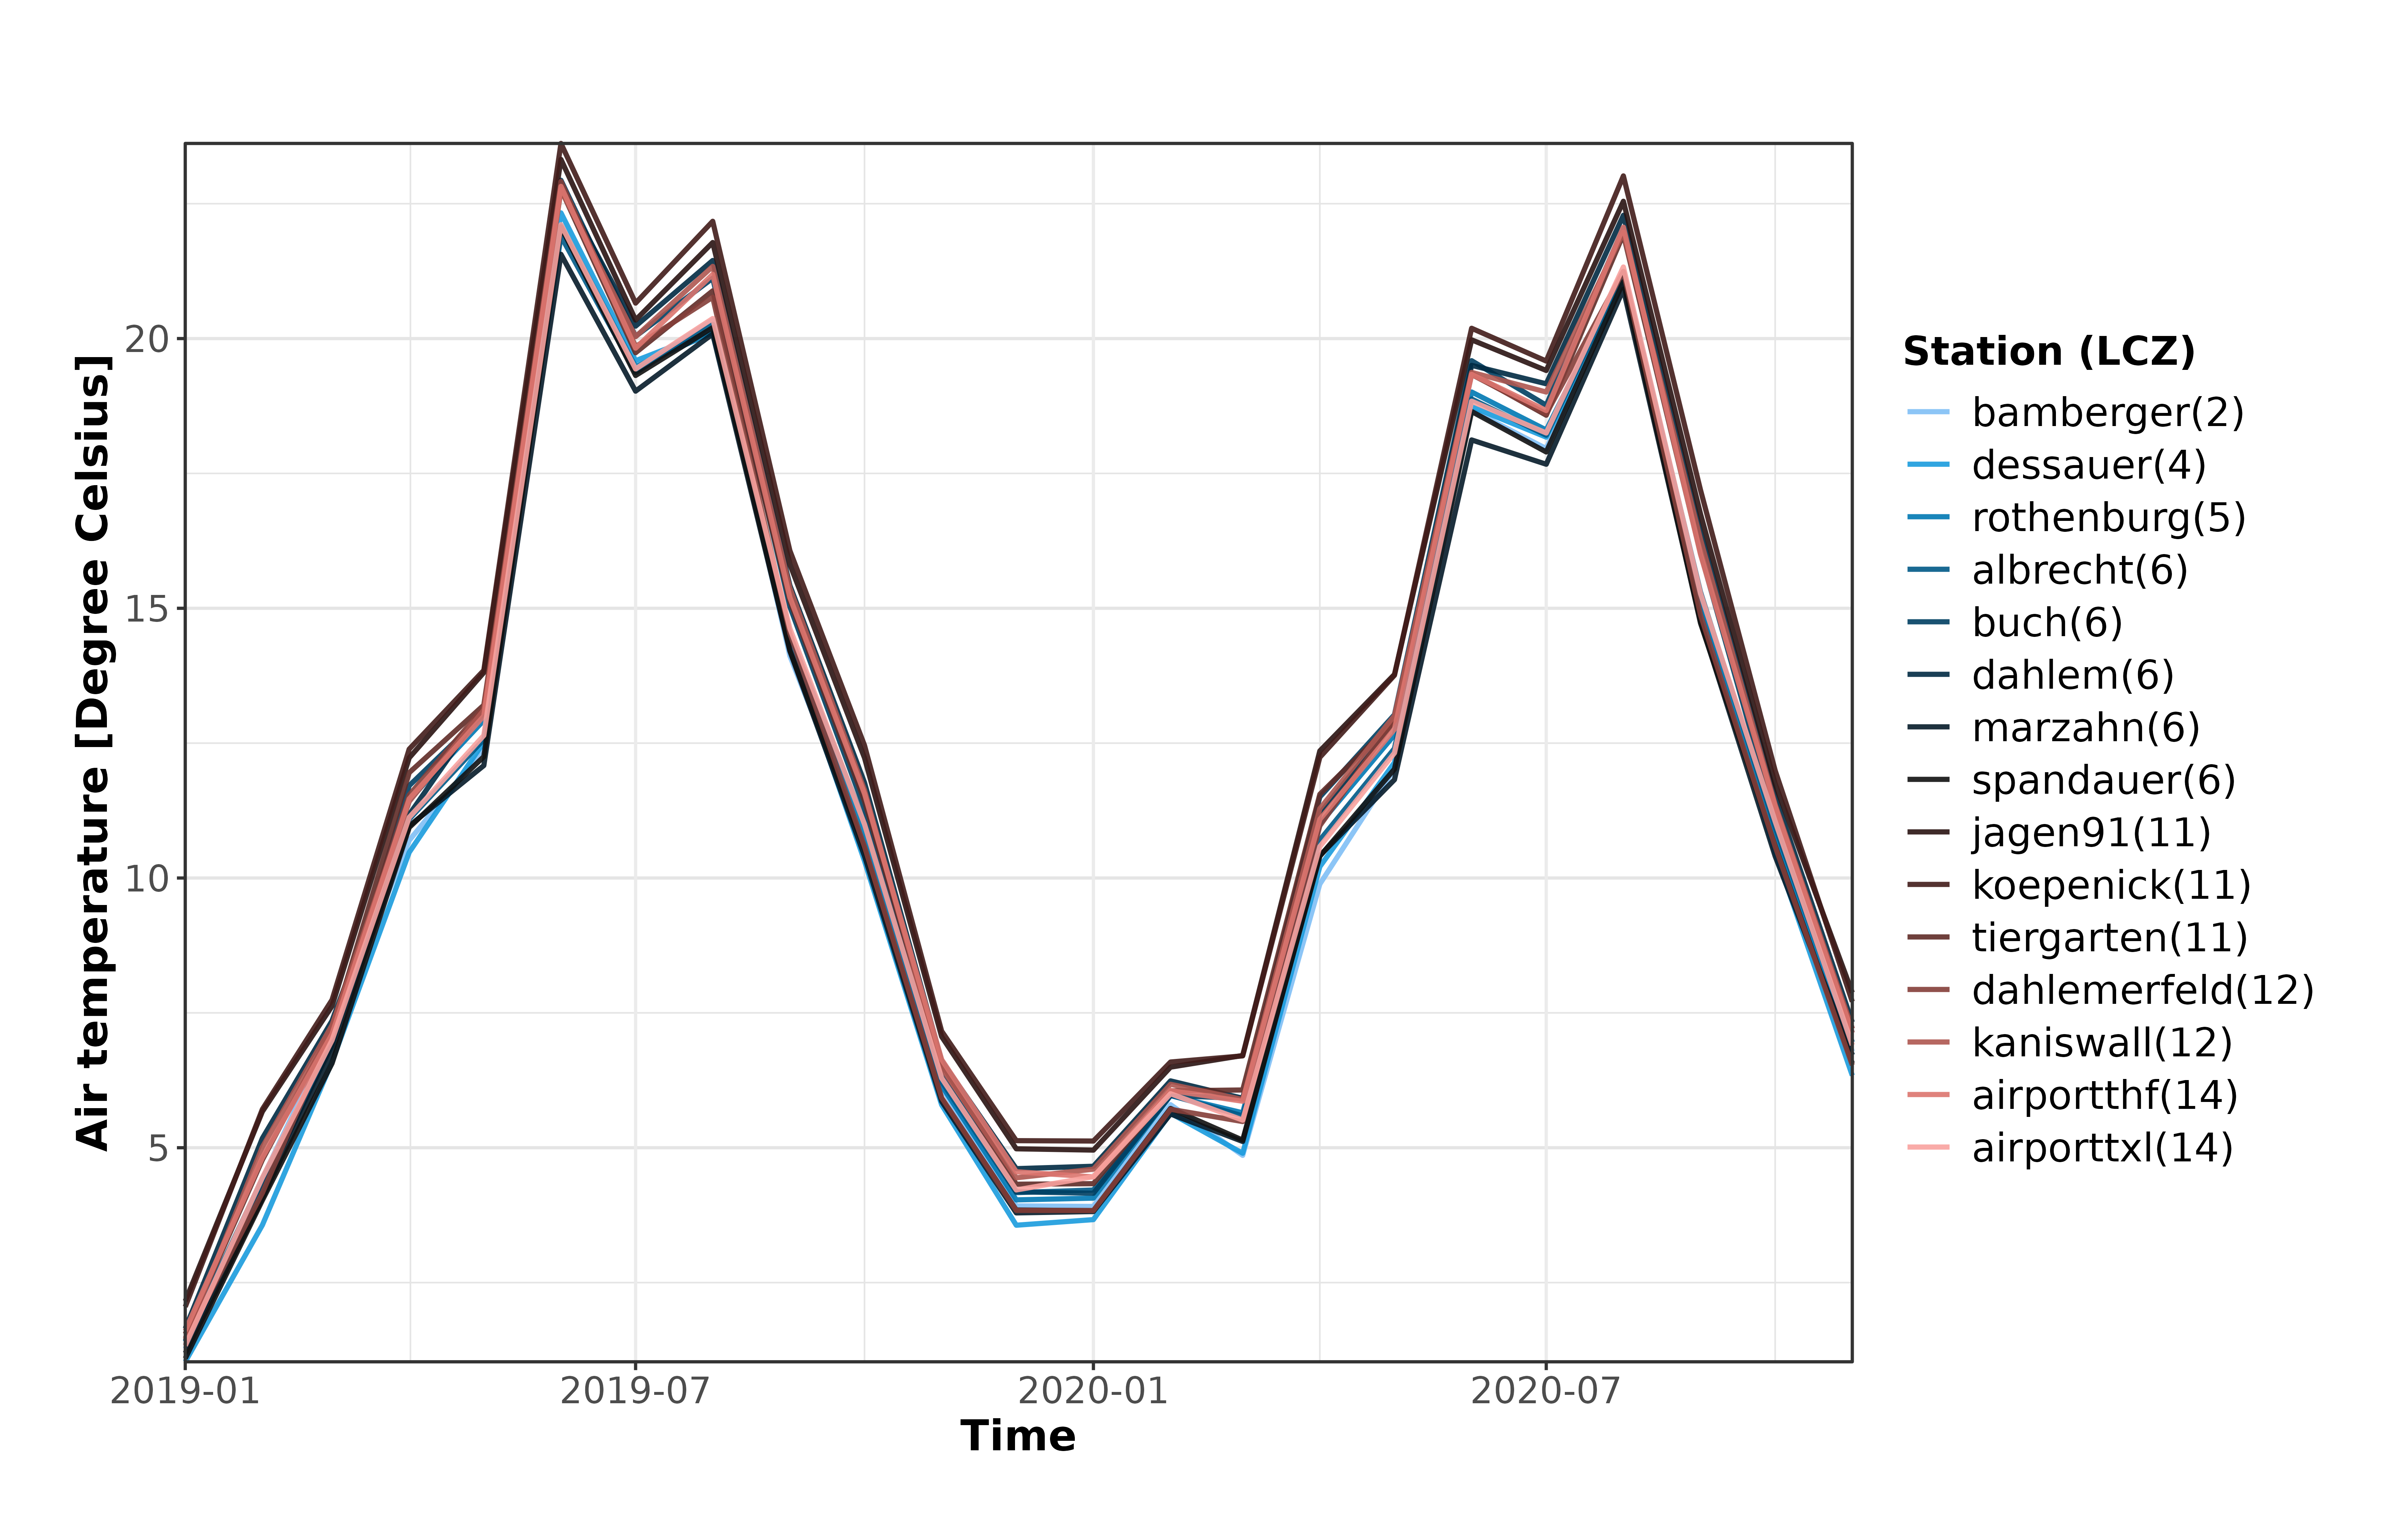 Air temperature [Degree Celsius]
20
15
10
5
2019-01
2019-07
2020-01
2020-07
Time
Station (LCZ)
bamberger(2)
dessauer(4)
rothenburg(5)
albrecht(6)
buch(6)
dahlem(6)
marzahn(6)
spandauer(6)
jagen91(11)
koepenick(11)
tiergarten(11)
dahlemerfeld(12)
kaniswall(12)
airportthf(14)
airporttxl(14)